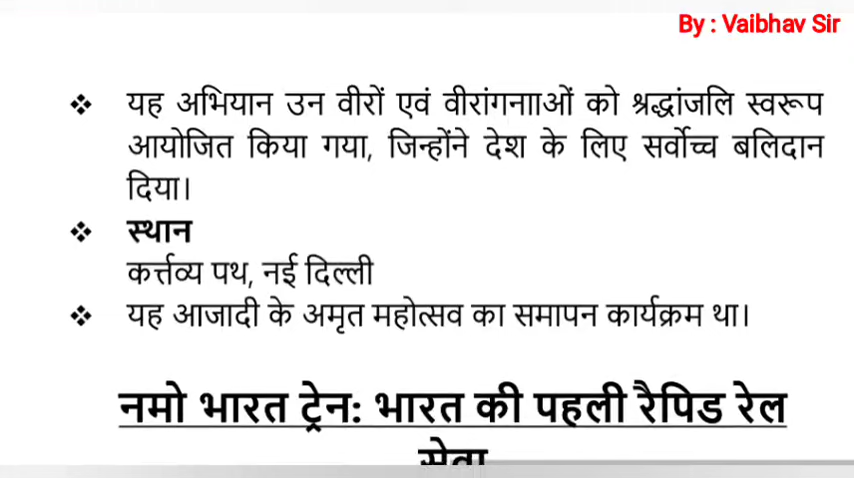 By : Vaibhav Sir
❖ यह अभियान उन वीरों एवं वीरांगनााओं को श्रद्धांजलि स्वरूप
आयोजित किया गया, जिन्होंने देश के लिए सर्वोच्च बलिदान
दिया।
❖ स्थान
कर्त्तव्य पथ, नई दिल्ली
❖ यह आजादी के अमृत महोत्सव का समापन कार्यक्रम था।
नमो भारत ट्रेन: भारत की पहली रैपिड रेल
सेवा